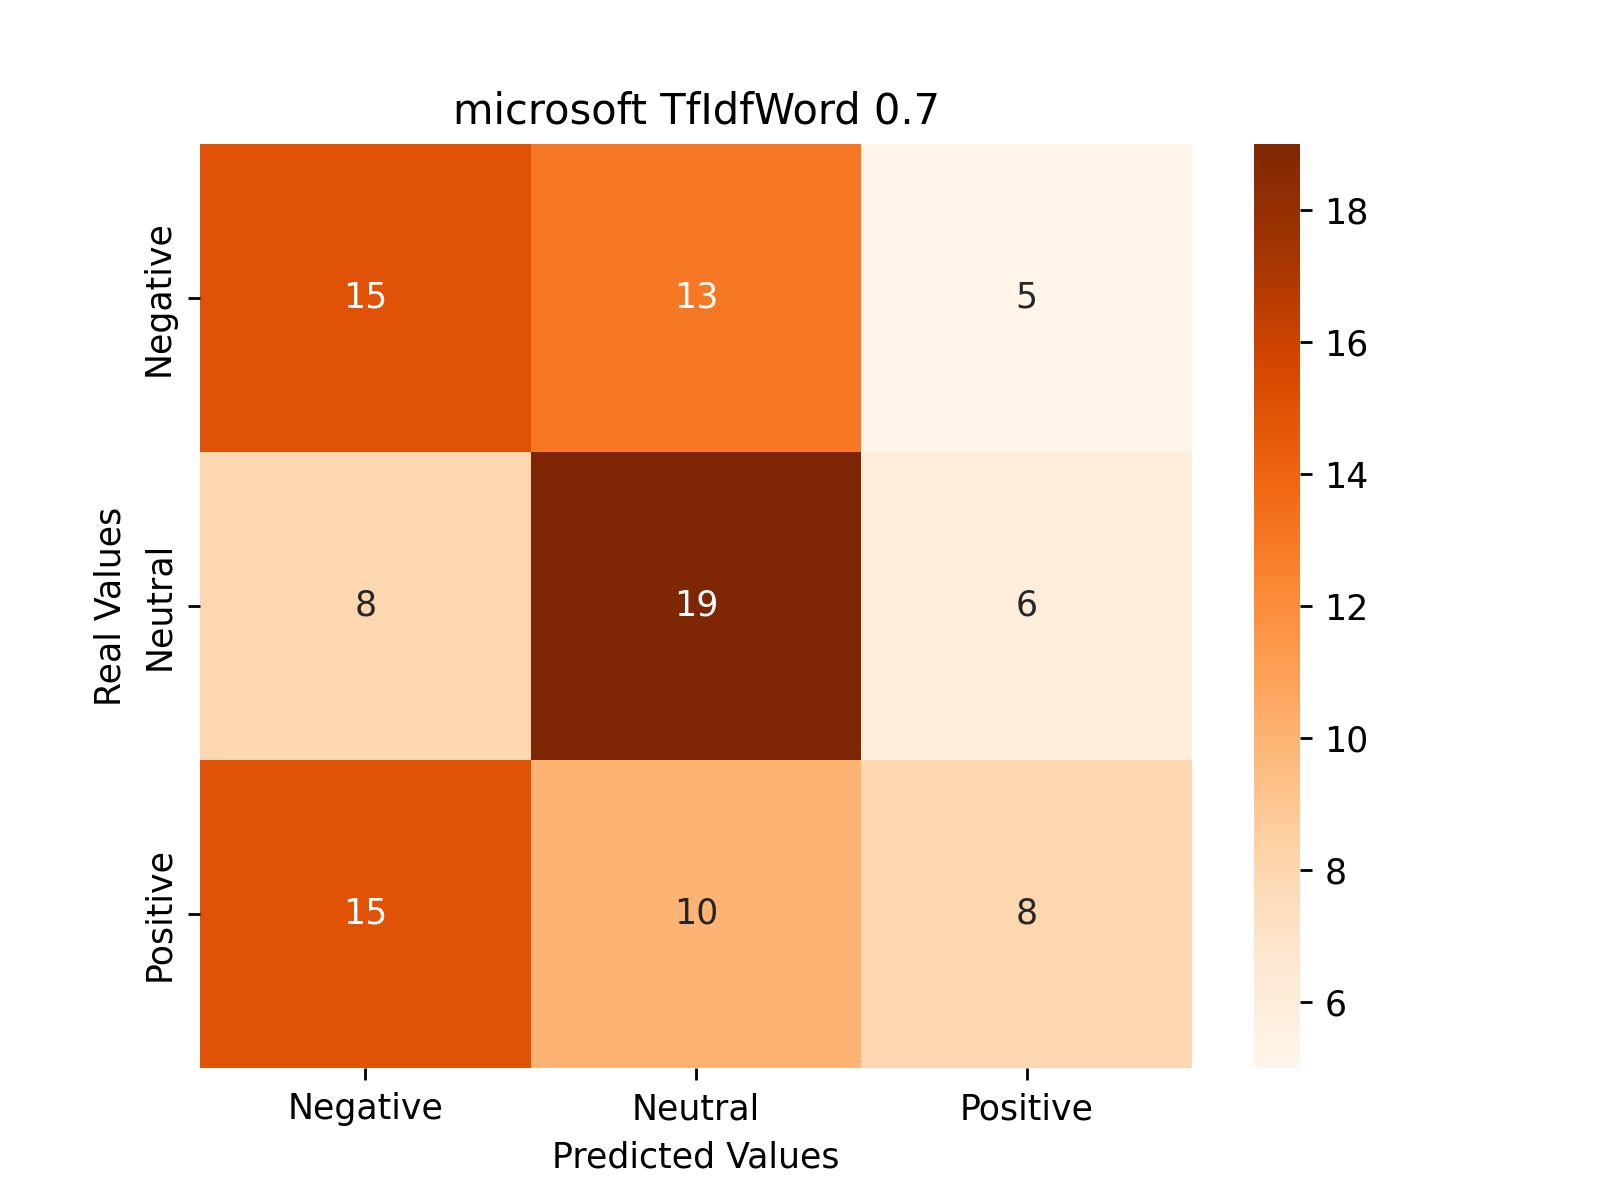 microsoft TfIdfWord 0.7
Real Values
Negative
15
13
5
Neutral
8
19
6
Positive
15
10
8
Negative
Neutral
Positive
Predicted Values
18
16
14
12
10
8
6